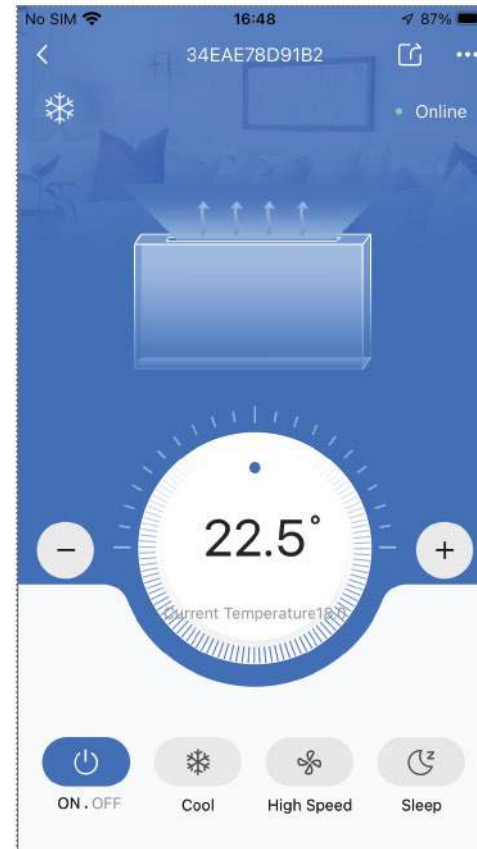 No SIM 16:48 87%
34EAE78D91B2
Online
22.5°
Current Temperature18.0
ON . OFF Cool High Speed Sleep